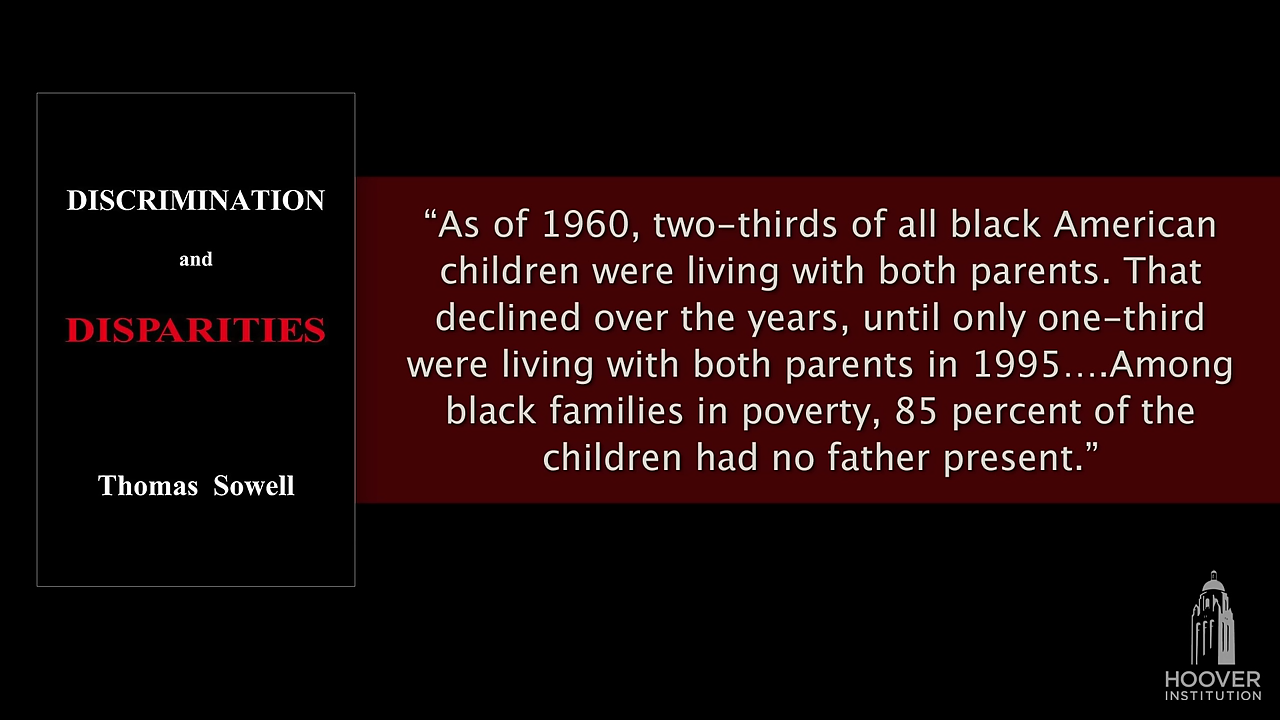 DISCRIMINATION
and
DISPARITIES
Thomas Sowell
“As of 1960, two-thirds of all black American
children were living with both parents. That
declined over the years, until only one-third
were living with both parents in 1995….Among
black families in poverty, 85 percent of the
children had no father present.”
HOOVER
INSTITUTION